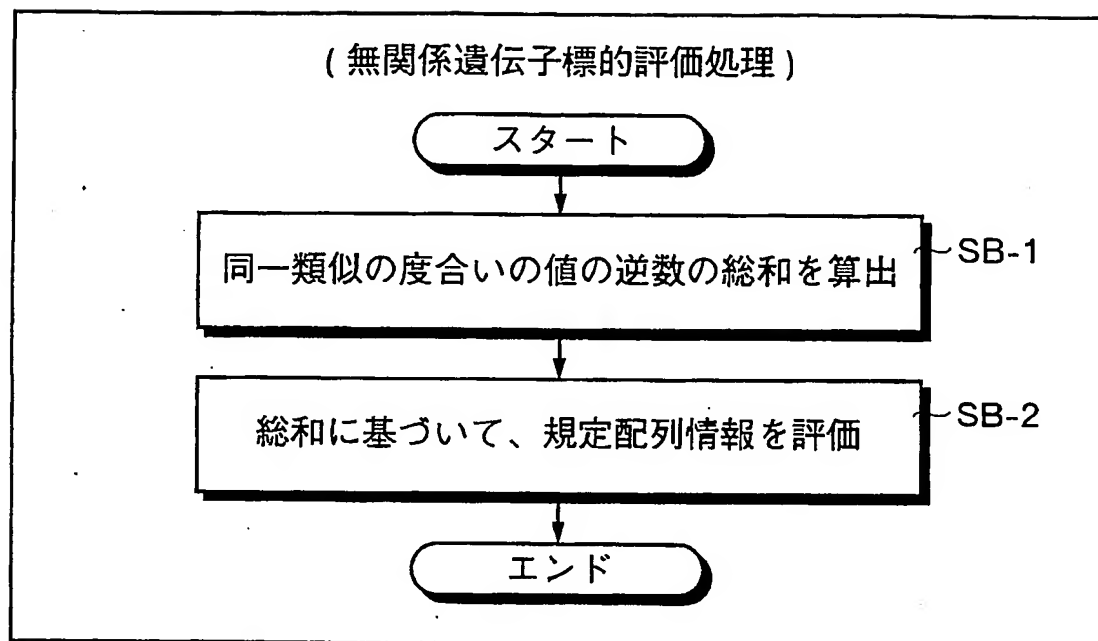 (無関係遺伝子標的評価処理)
スタート
同一類似の度合いの値の逆数の総和を算出
SB-1
総和に基づいて、規定配列情報を評価
SB-2
エンド